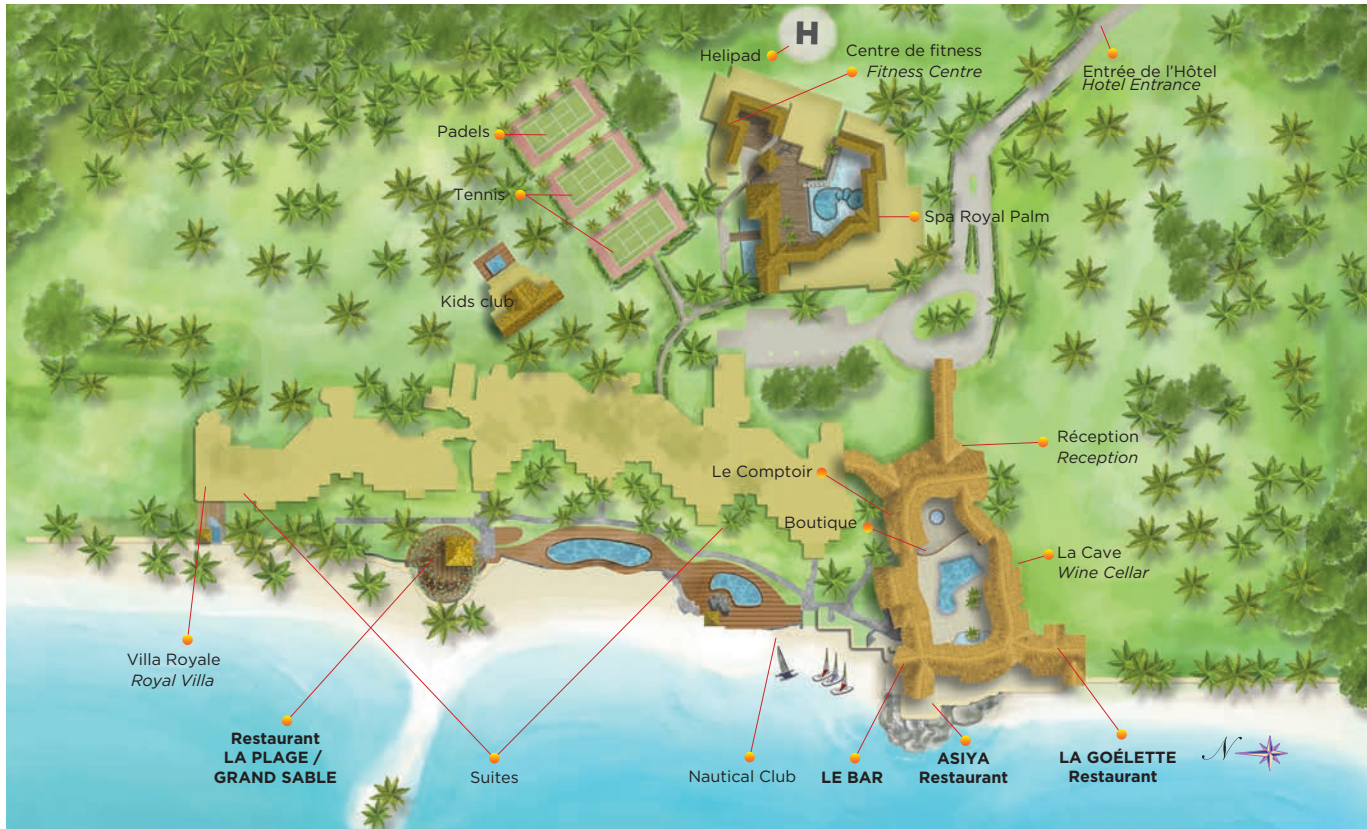 H
Helipad
Centre de fitness
Fitness Centre
Entrée de l'Hôtel
Hotel Entrance
Padels
Tennis
Spa Royal Palm
Kids club
Réception
Reception
Le Comptoir
Boutique
La Cave
Wine Cellar
Villa Royale
Royal Villa
Restaurant
LA PLAGE /
GRAND SABLE
Suites
Nautical Club
LE BAR
ASIYA
Restaurant
LA GOÉLETTE
Restaurant
N